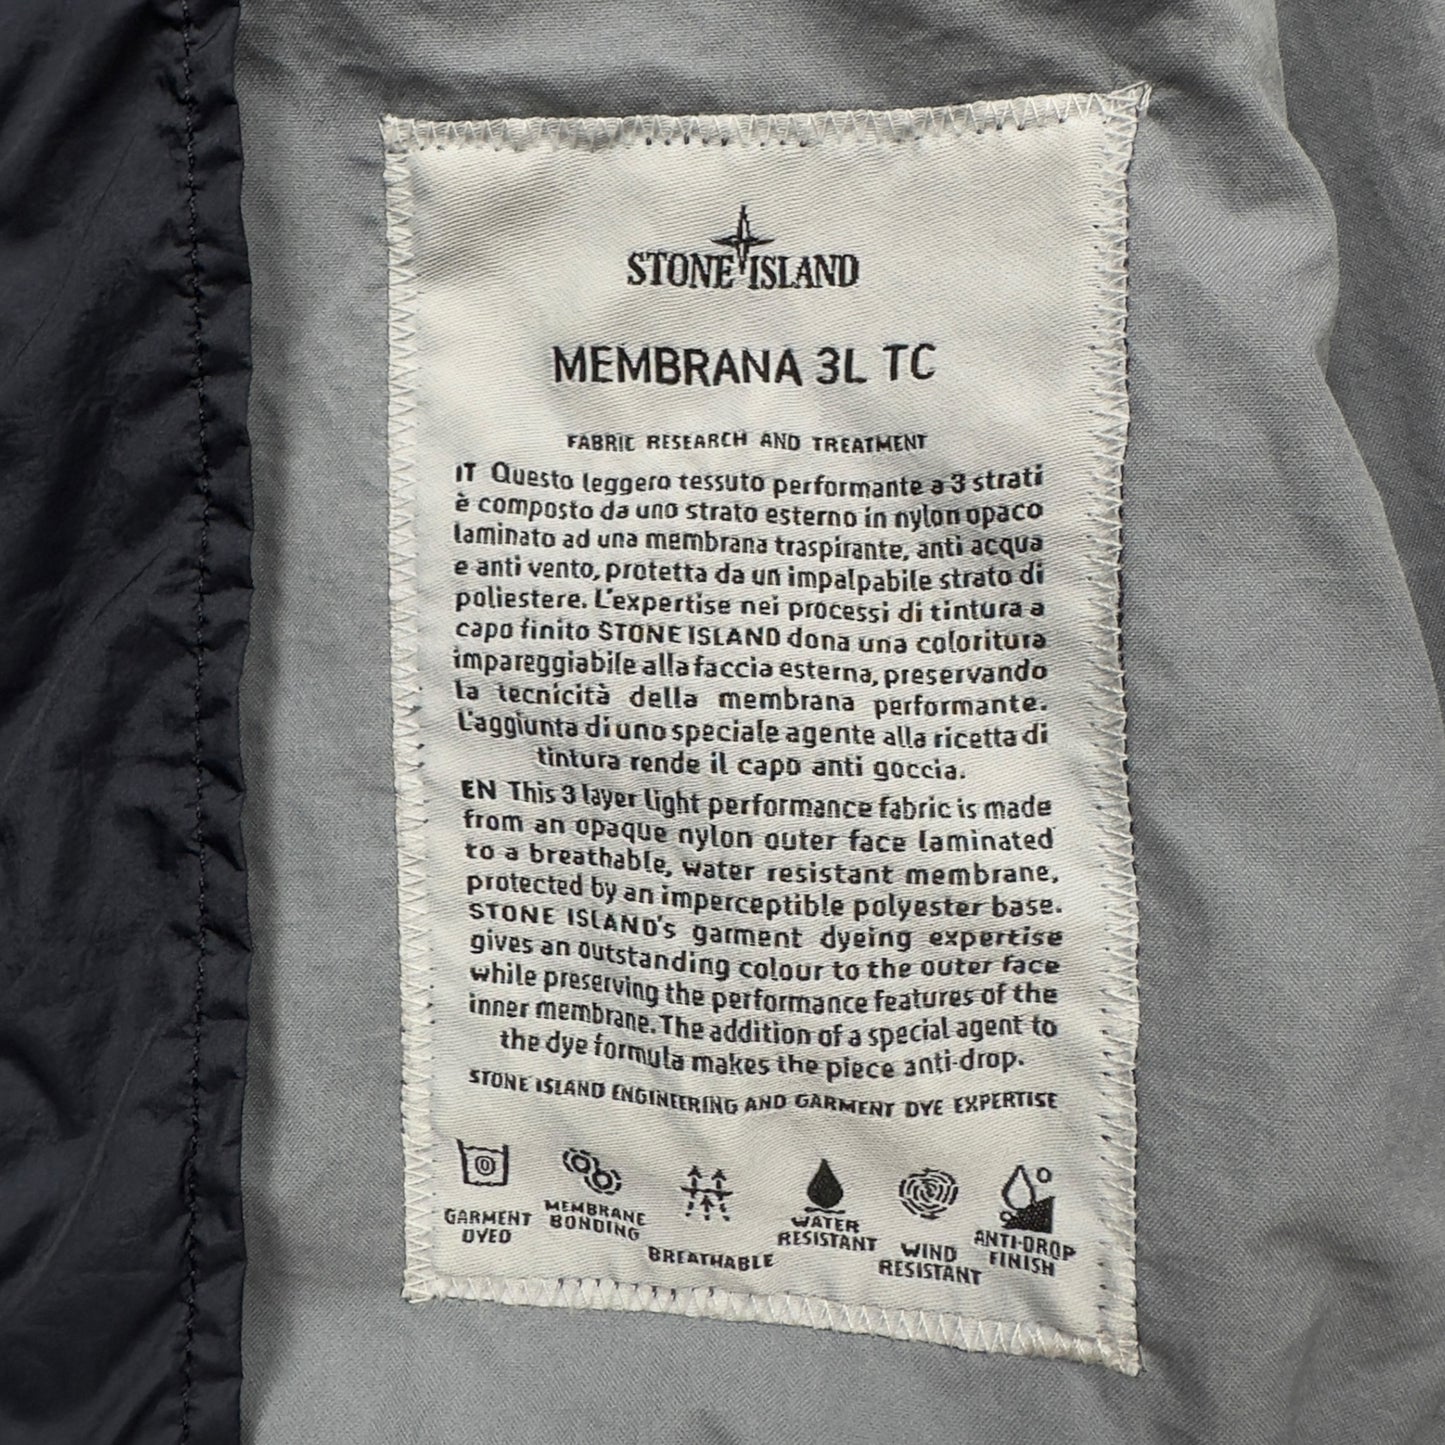 STONE ISLAND
MEMBRANA 3L TC
FABRIC RESEARCH AND TREATMENT
IT Questo leggero tessuto performante a 3 strati
è composto da uno strato esterno in nylon opaco
laminato ad una membrana traspirante, anti acqua
e anti vento, protetta da un impalpabile strato di
poliestere. L'expertise nei processi di tintura a
capo finito STONE ISLAND dona una coloritura
impareggiabile alla faccia esterna, preservando
la tecnicità della membrana performante.
L'aggiunta di uno speciale agente alla ricetta di
tintura rende il capo anti goccia.
EN This 3 layer light performance fabric is made
from an opaque nylon outer face laminated
to a breathable, water resistant membrane,
protected by an imperceptible polyester base.
STONE ISLAND's garment dyeing expertise
gives an outstanding colour to the outer face
while preserving the performance features of the
inner membrane. The addition of a special agent to
the dye formula makes the piece anti-drop.
STONE ISLAND ENGINEERING AND GARMENT DYE EXPERTISE
GARMENT
DYED
MEMBRANE
BONDING
BREATHABLE
WATER
RESISTANT
WIND
RESISTANT
ANTI-DROP
FINISH